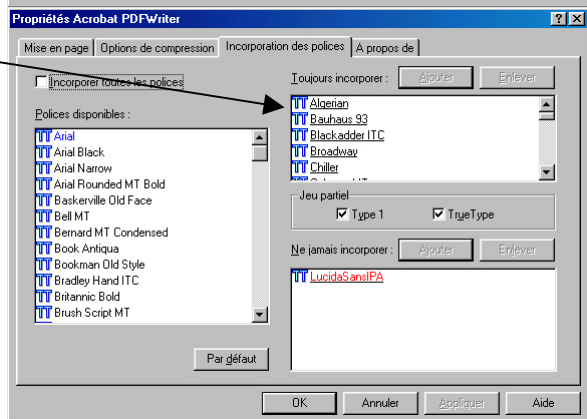 Propriétés Acrobat PDFWriter
Mise en page Options de compression Incorporation des polices A propos de
Incorporer toutes les polices
Polices disponibles :
Arial
Arial Black
Arial Narrow
Arial Rounded MT Bold
Baskerville Old Face
Bell MT
Bernard MT Condensed
Book Antiqua
Bookman Old Style
Bradley Hand ITC
Britannic Bold
Brush Script MT
Par défaut
Toujours incorporer : Ajouter Enlever
Algerian
Bauhaus 93
Blackadder ITC
Broadway
Chiller
Jeu partiel
Type 1 TrueType
Ne jamais incorporer : Ajouter Enlever
LucidaSansIPA
OK Annuler Appliquer Aide